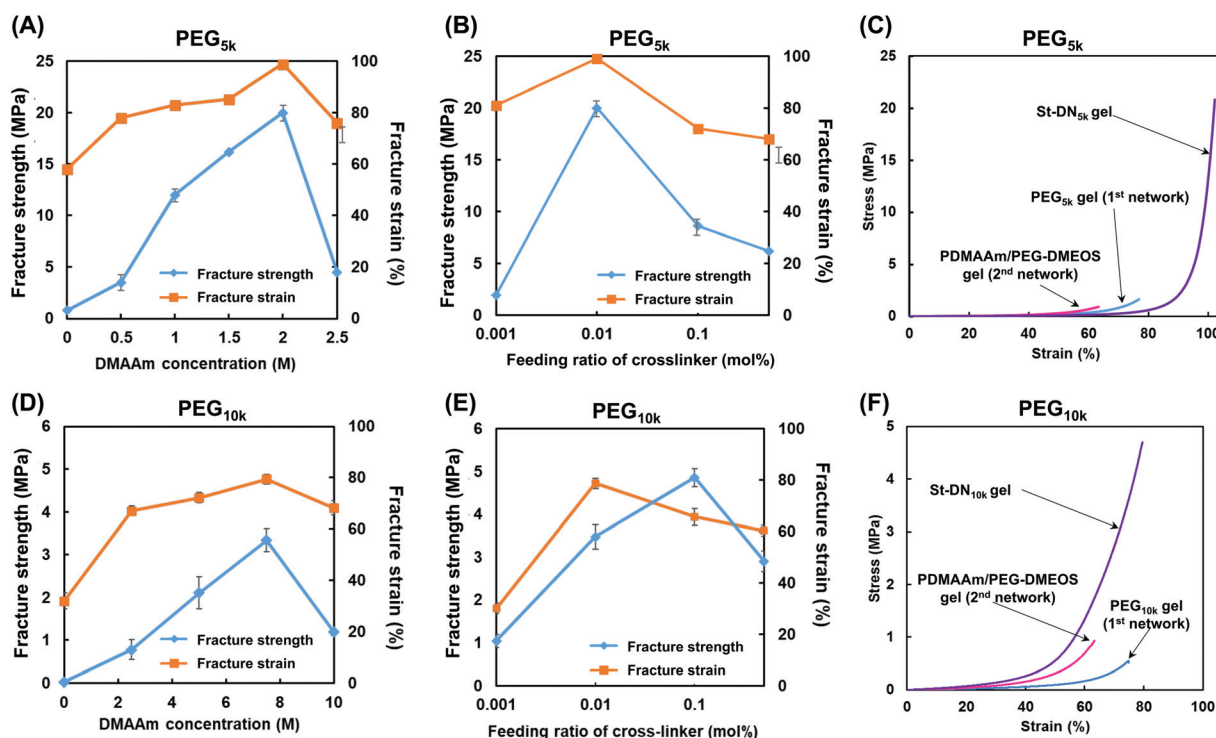 (A)
PEG5k
Fracture strength (MPa)
25
20
15
10
5
0
100
80
60
40
20
0
Fracture strain (%)
Fracture strength
Fracture strain
0
0.5
1
1.5
2
2.5
DMAAm concentration (M)
(B)
PEG5k
Fracture strength (MPa)
25
20
15
10
5
0
100
80
60
40
20
0
Fracture strain (%)
Fracture strength
Fracture strain
0.001
0.01
0.1
Feeding ratio of crosslinker (mol%)
(C)
PEG5k
Stress (MPa)
25
20
15
10
5
0
St-DN5k gel
PEG5k gel (1st network)
PDMAAm/PEG-DMEOS
gel (2nd network)
0
20
40
60
80
100
Strain (%)
(D)
PEG10k
Fracture strength (MPa)
6
5
4
3
2
1
0
100
80
60
40
20
0
Fracture strain (%)
Fracture strength
Fracture strain
0
2
4
6
8
10
DMAAm concentration (M)
(E)
PEG10k
Fracture strength (MPa)
6
5
4
3
2
1
0
100
80
60
40
20
0
Fracture strain (%)
Fracture strength
Fracture strain
0.001
0.01
0.1
Feeding ratio of cross-linker (mol%)
(F)
PEG10k
Stress (MPa)
5
4
3
2
1
0
St-DN10k gel
PDMAAm/PEG-DMEOS
gel (2nd network)
PEG10k gel
(1st network)
0
20
40
60
80
100
Strain (%)